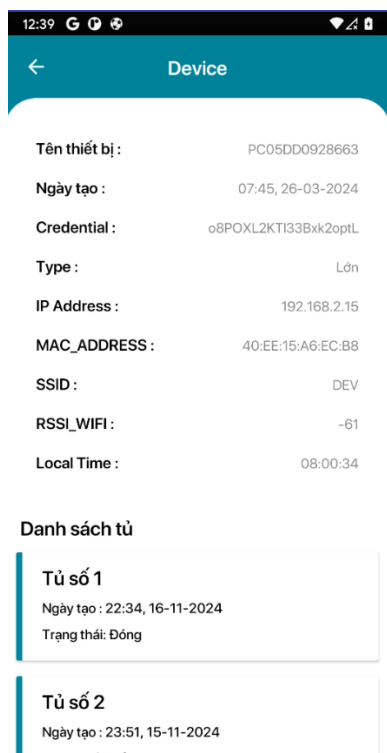 12:39
Device
Tên thiết bị : PC05DD0928663
Ngày tạo : 07:45, 26-03-2024
Credential : o8POXL2KTI33Bxk2optL
Type : Lớn
IP Address : 192.168.2.15
MAC_ADDRESS : 40:EE:15:A6:EC:B8
SSID : DEV
RSSI_WIFI : -61
Local Time : 08:00:34
Danh sách tủ
Tủ số 1
Ngày tạo : 22:34, 16-11-2024
Trạng thái: Đóng
Tủ số 2
Ngày tạo : 23:51, 15-11-2024